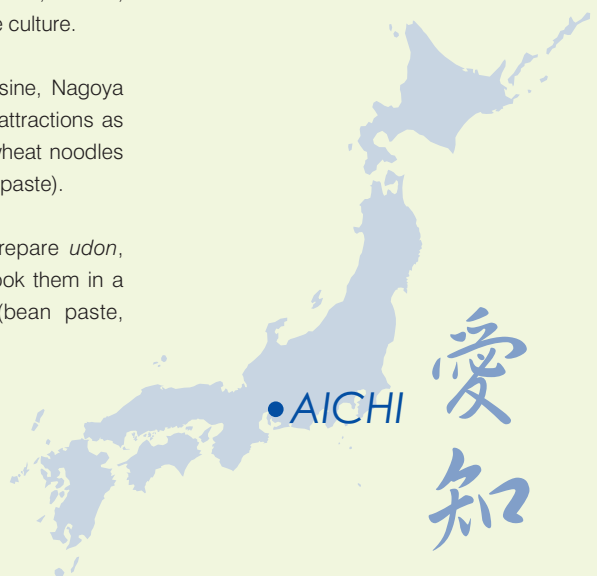 e culture.
sine, Nagoya
attractions as
wheat noodles
paste).
repare udon,
ook them in a
(bean paste,
AICHI
愛
知